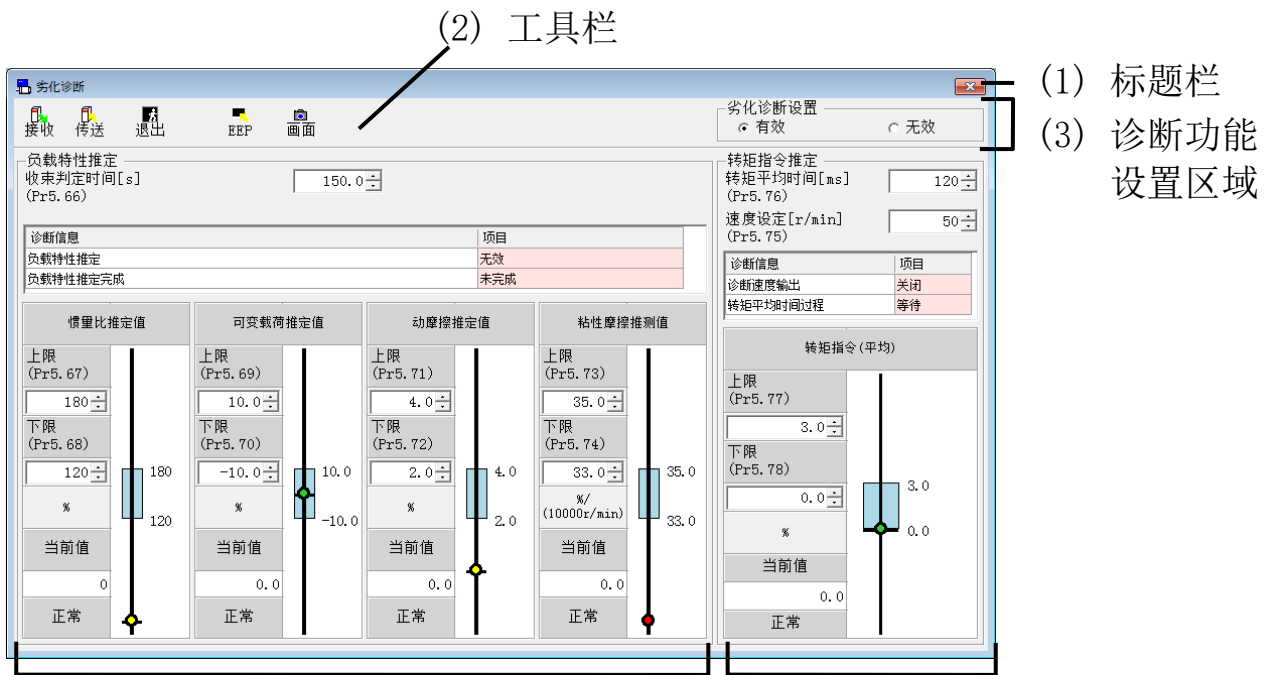 (2) 工具栏
劣化诊断
(1) 标题栏
接收 传送 退出 EEP 画面
劣化诊断设置
有效 无效
(3) 诊断功能
设置区域
负载特性推定
收束判定时间[s]
(Pr5.66)
150.0
诊断信息 项目
负载特性推定 无效
负载特性推定完成 未完成
惯量比推定值
上限
(Pr5.67)
180
下限
(Pr5.68)
120
%
当前值
0
正常
180
120
可变载荷推定值
上限
(Pr5.69)
10.0
下限
(Pr5.70)
-10.0
%
当前值
0.0
正常
10.0
-10.0
动摩擦推定值
上限
(Pr5.71)
4.0
下限
(Pr5.72)
2.0
%
当前值
0.0
正常
4.0
2.0
粘性摩擦推测值
上限
(Pr5.73)
35.0
下限
(Pr5.74)
33.0
%/
(10000r/min)
当前值
0.0
正常
35.0
33.0
转矩指令推定
转矩平均时间[ms]
(Pr5.76)
120
速度设定[r/min]
(Pr5.75)
50
诊断信息 项目
诊断速度输出 关闭
转矩平均时间过程 等待
转矩指令(平均)
上限
(Pr5.77)
3.0
下限
(Pr5.78)
0.0
%
当前值
0.0
正常
3.0
0.0